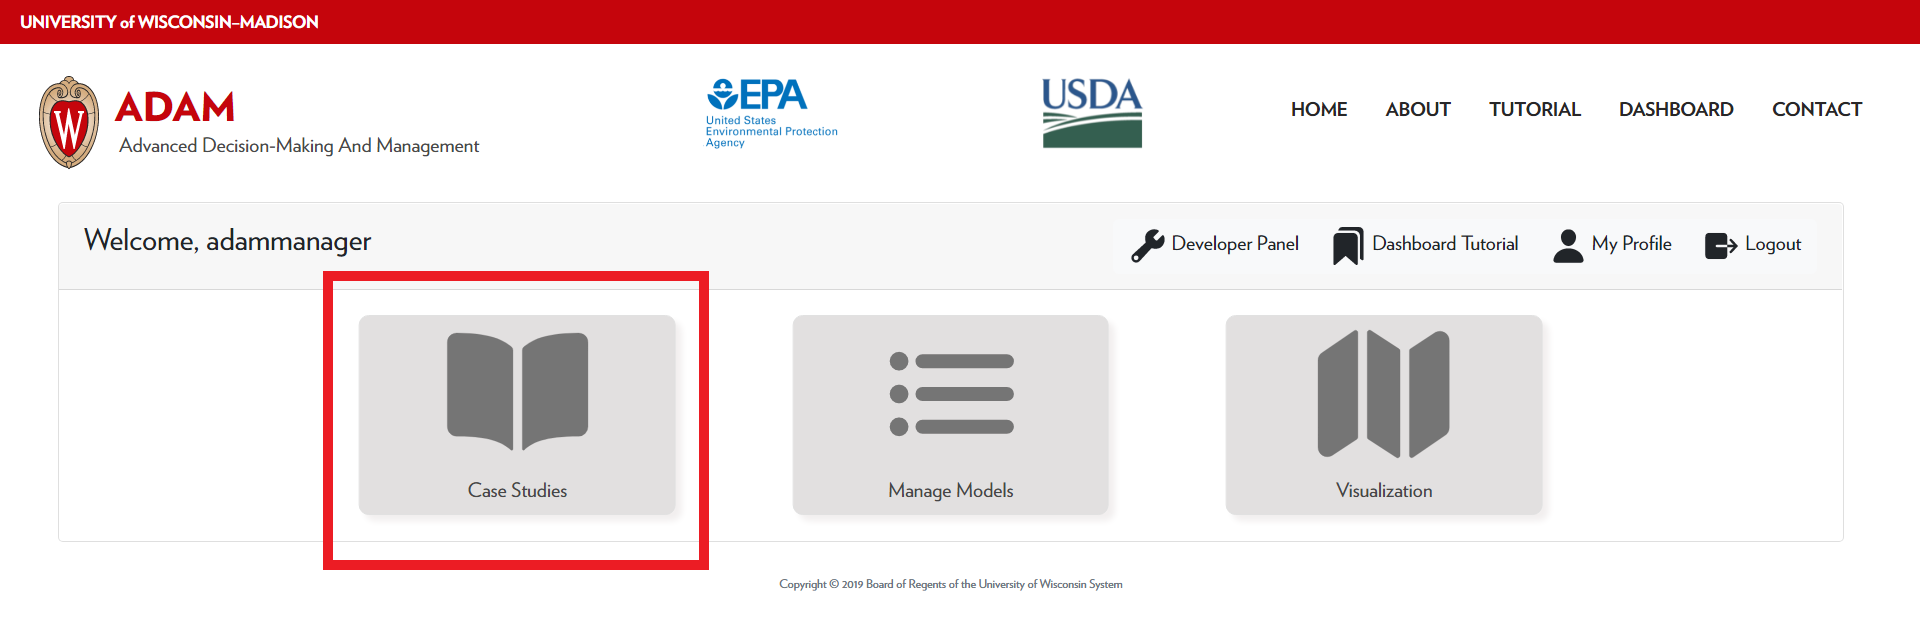 UNIVERSITY of WISCONSIN–MADISON
W
ADAM
Advanced Decision-Making And Management
EPA
United States
Environmental Protection
Agency
USDA
HOME ABOUT TUTORIAL DASHBOARD CONTACT
Welcome, adammanager
Developer Panel Dashboard Tutorial My Profile Logout
Case Studies Manage Models Visualization
Copyright © 2019 Board of Regents of the University of Wisconsin System